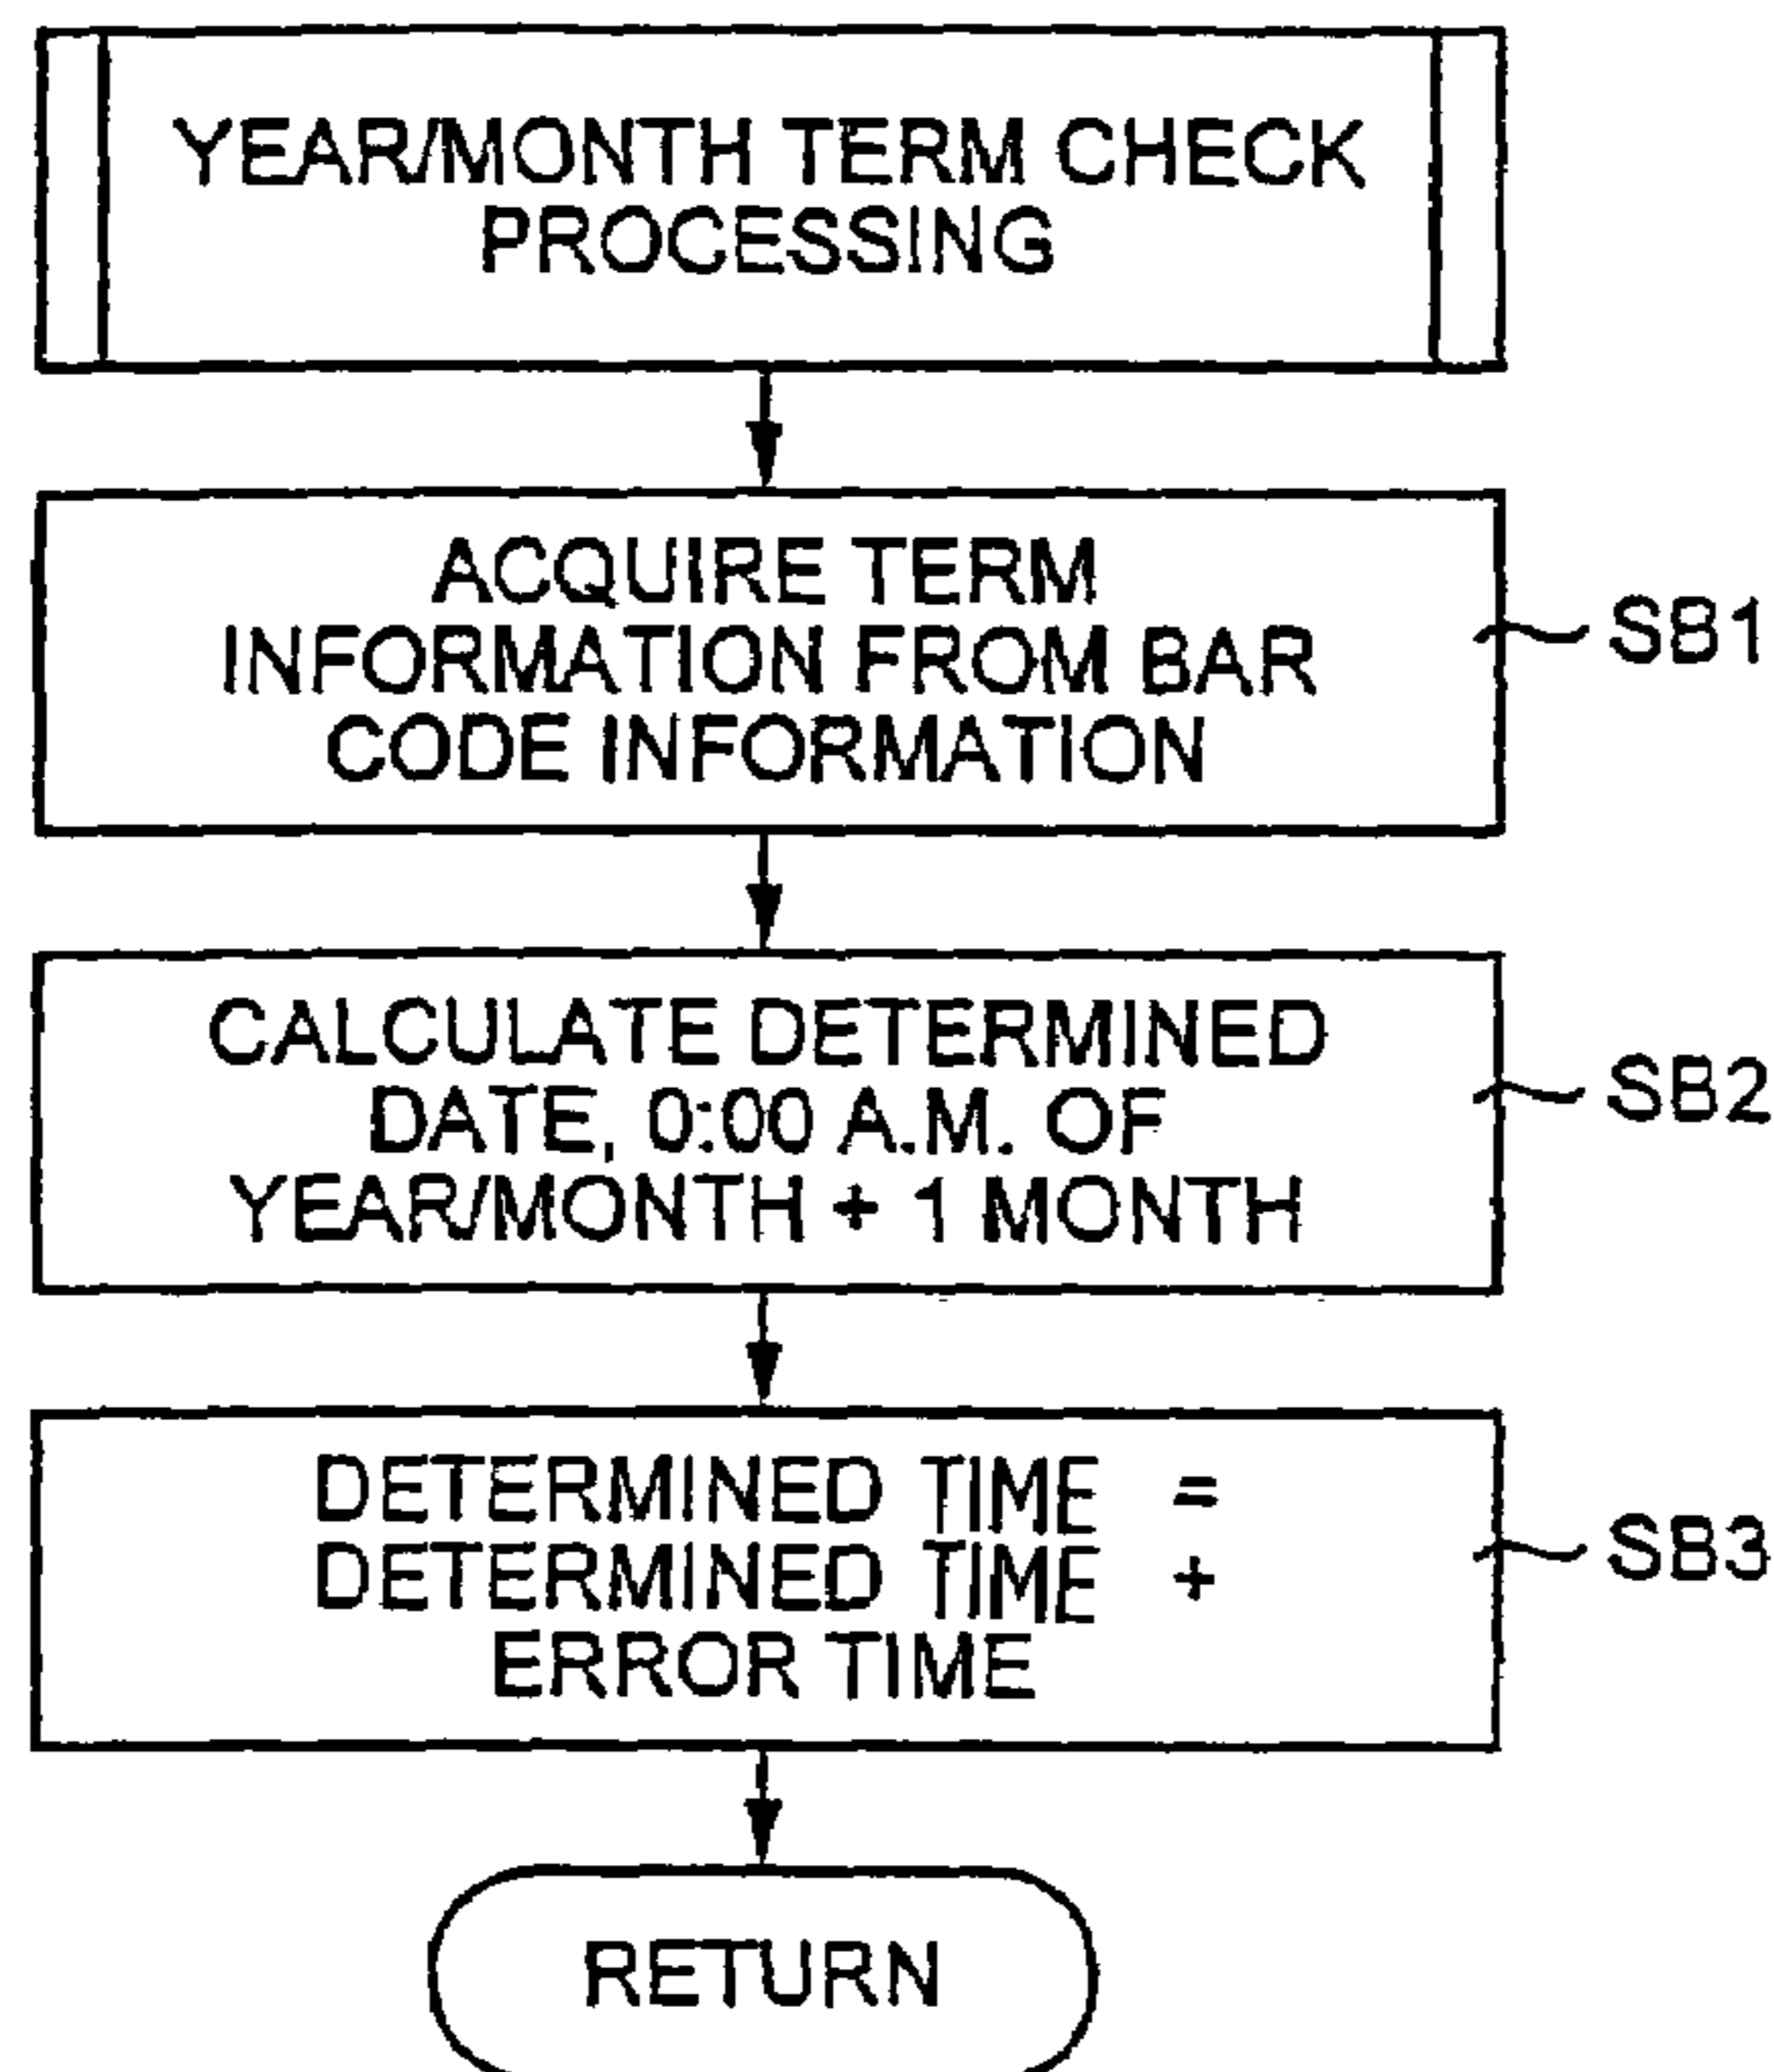 YEAR/MONTH TERM CHECK
PROCESSING
ACQUIRE TERM
INFORMATION FROM BAR
CODE INFORMATION
SB1
CALCULATE DETERMINED
DATE, 0:00 A.M. OF
YEAR/MONTH + 1 MONTH
SB2
DETERMINED TIME =
DETERMINED TIME +
ERROR TIME
SB3
RETURN